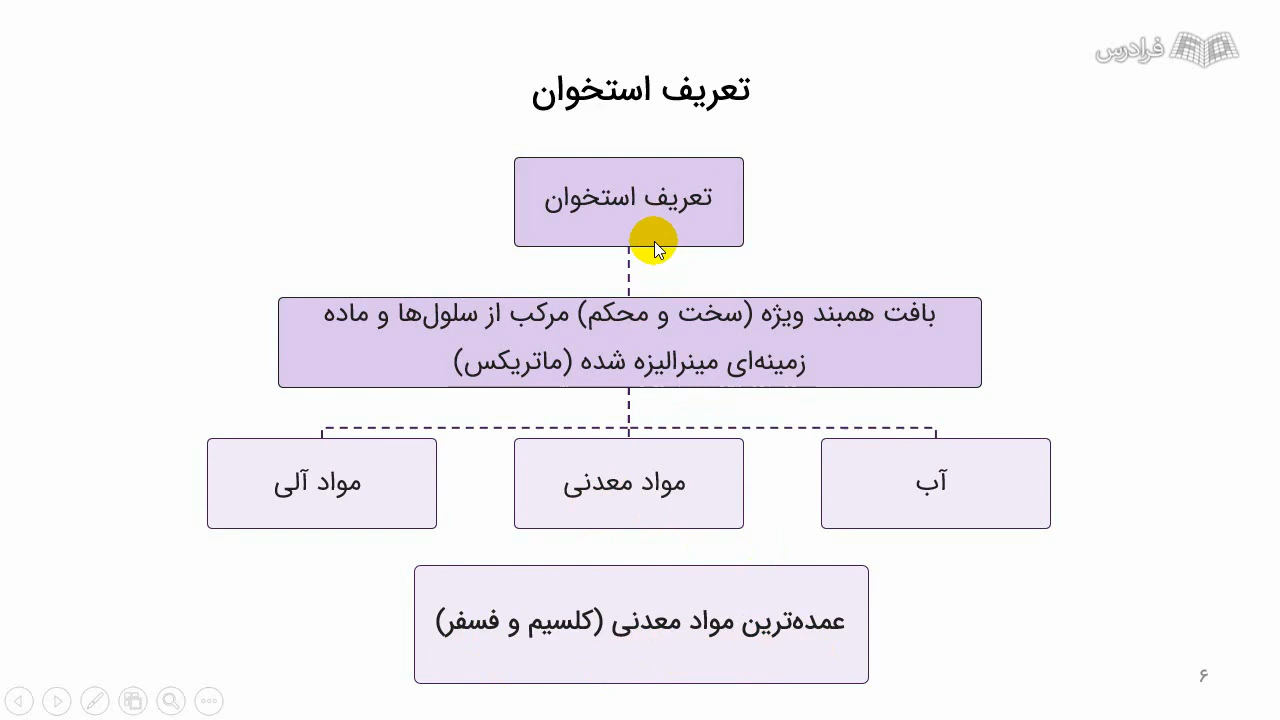 فرادرس
تعریف استخوان
تعریف استخوان
بافت همبند ویژه (سخت و محکم) مرکب از سلول‌ها و ماده
زمینه‌ای مینرالیزه شده (ماتریکس)
آب
مواد معدنی
مواد آلی
عمده‌ترین مواد معدنی (کلسیم و فسفر)
۶